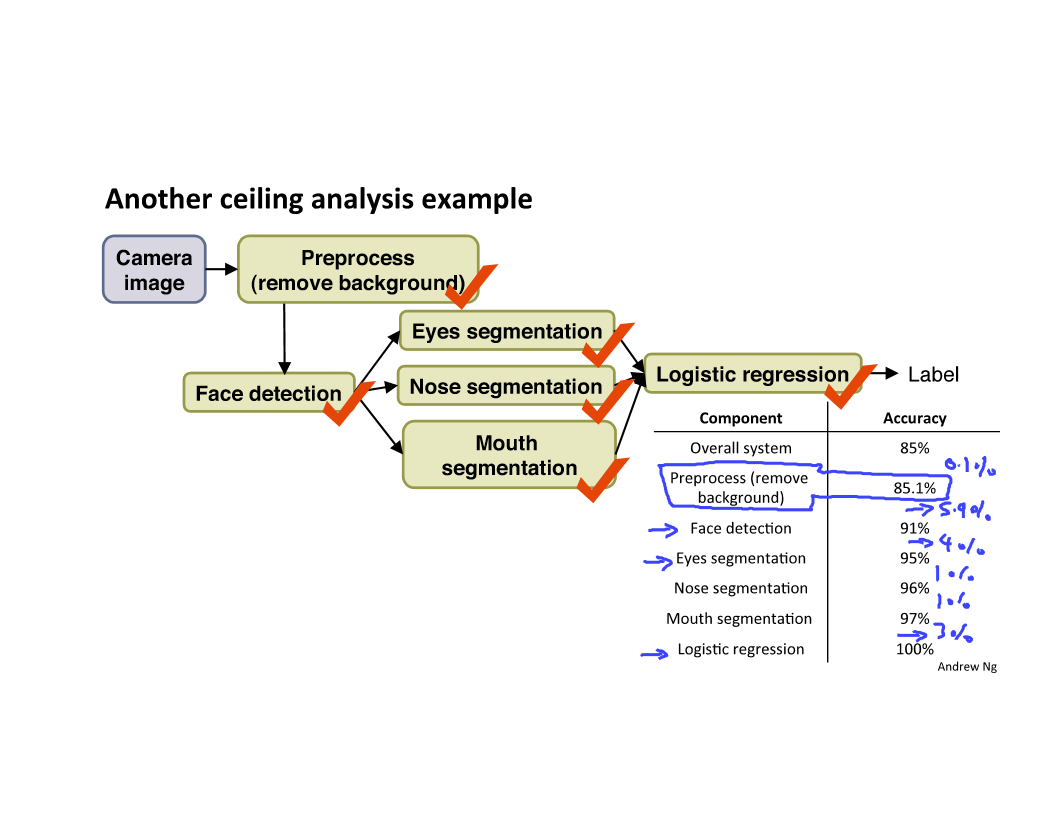 Another ceiling analysis example
Camera
image
Preprocess
(remove background)
Eyes segmentation
Face detection
Nose segmentation
Mouth
segmentation
Logistic regression
Label
Component Accuracy
Overall system 85%
0.1%
Preprocess (remove
background) 85.1%
5.9%
Face detection 91%
4%
Eyes segmentation 95%
1%
Nose segmentation 96%
1%
Mouth segmentation 97%
3%
Logistic regression 100%
Andrew Ng